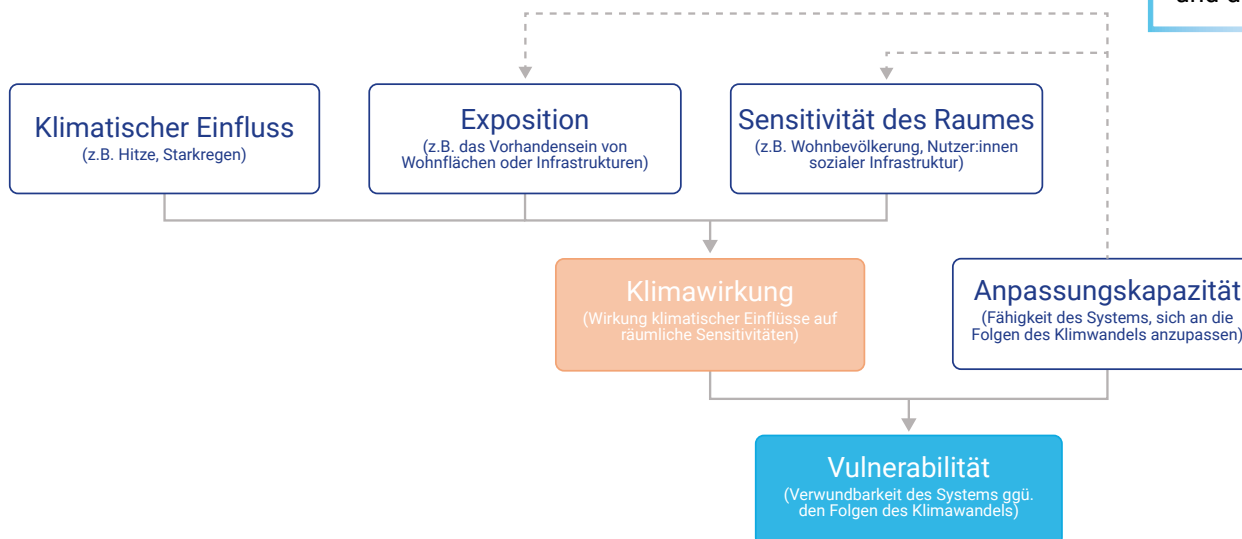 Klimatischer Einfluss
(z.B. Hitze, Starkregen)
Exposition
(z.B. das Vorhandensein von
Wohnflächen oder Infrastrukturen)
Sensitivität des Raumes
(z.B. Wohnbevölkerung, Nutzer:innen
sozialer Infrastruktur)
Klimawirkung
(Wirkung klimatischer Einflüsse auf
räumliche Sensitivitäten)
Anpassungskapazität
(Fähigkeit des Systems, sich an die
Folgen des Klimwandels anzupassen)
Vulnerabilität
(Verwundbarkeit des Systems ggü.
den Folgen des Klimawandels)